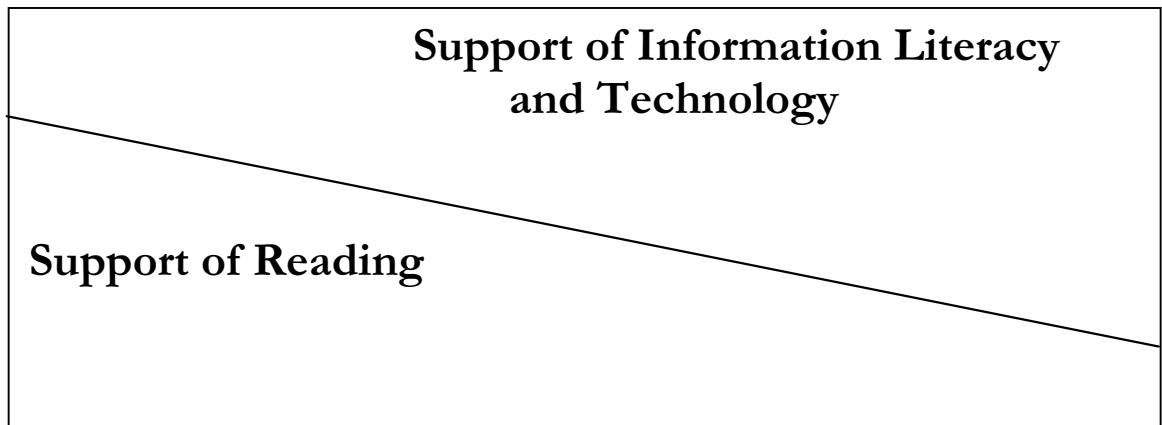 Support of Information Literacy
and Technology
Support of Reading